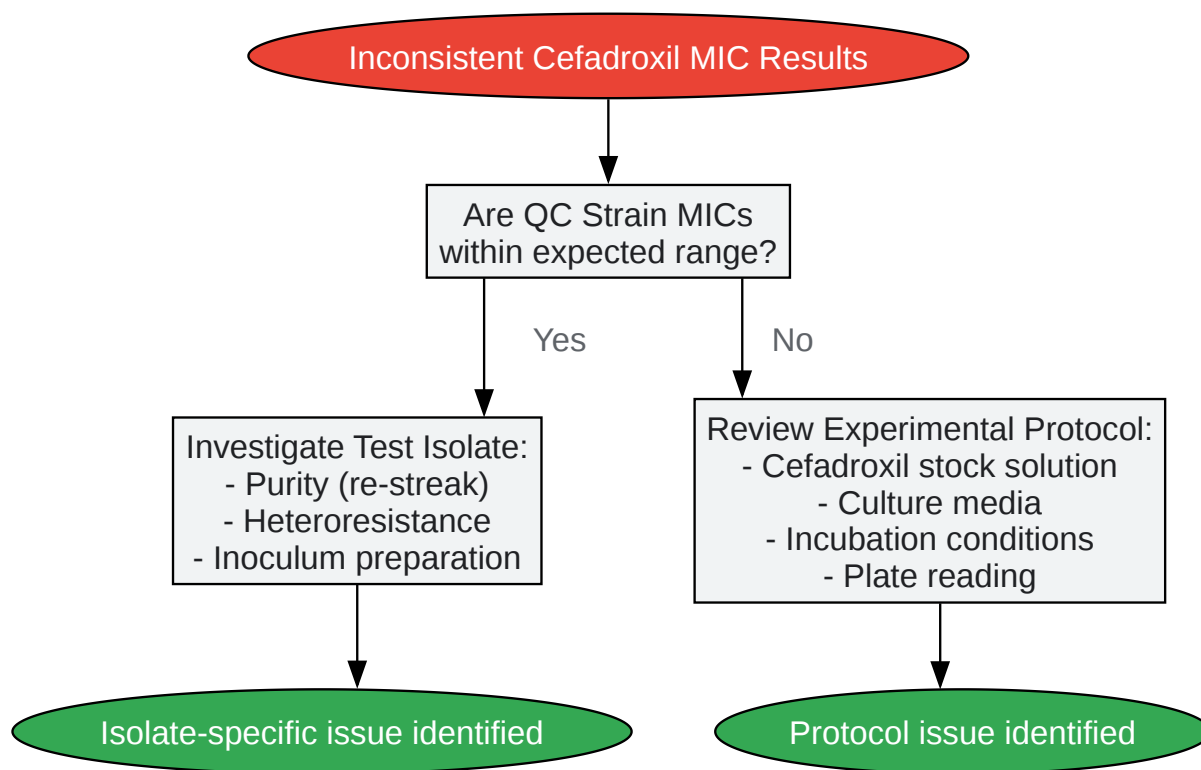 Inconsistent Cefadroxil MIC Results
Are QC Strain MICs
within expected range?
Yes
No
Investigate Test Isolate:
- Purity (re-streak)
- Heteroresistance
- Inoculum preparation
Review Experimental Protocol:
- Cefadroxil stock solution
- Culture media
- Incubation conditions
- Plate reading
Isolate-specific issue identified
Protocol issue identified